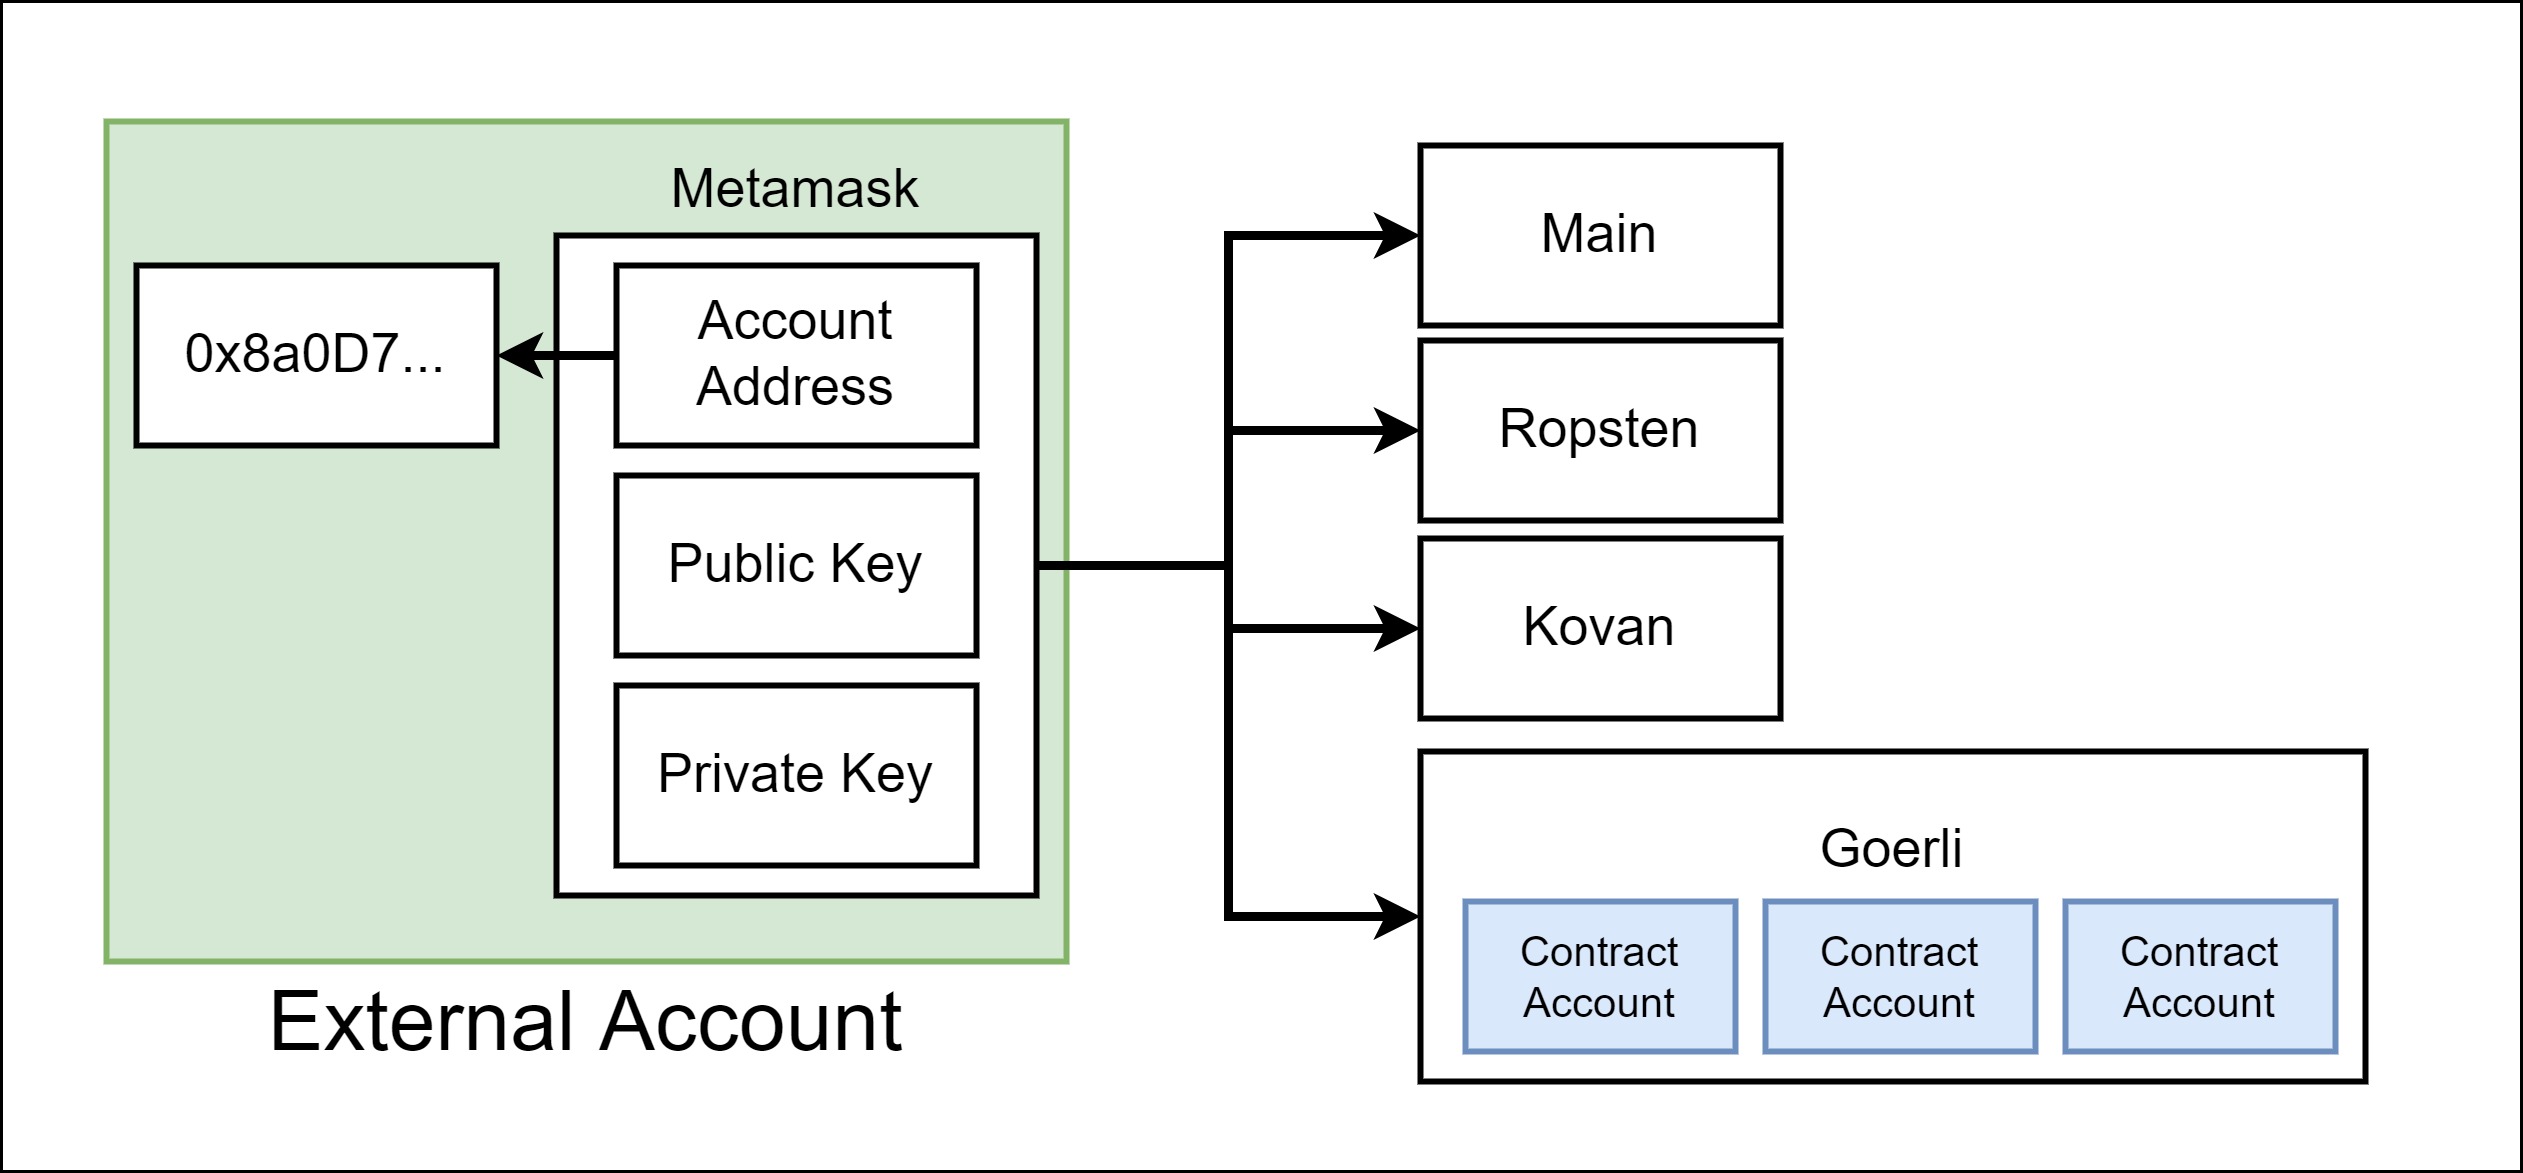 Metamask
0x8a0D7...
Account
Address
Public Key
Private Key
External Account
Main
Ropsten
Kovan
Goerli
Contract
Account
Contract
Account
Contract
Account